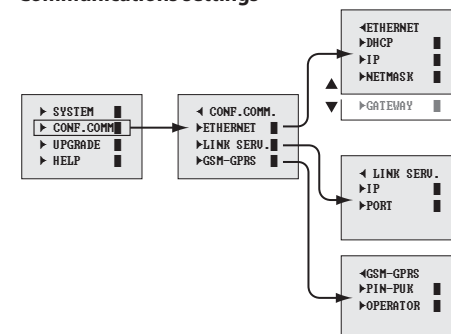 Communications settings
◀ETHERNET
▶DHCP
▶IP
▶NETMASK
▶GATEWAY
▶ SYSTEM
▶ CONF.COMM
▶ UPGRADE
▶ HELP
◀ CONF.COMM.
▶ETHERNET
▶LINK SERV.
▶GSM-GPRS
◀ LINK SERV.
▶IP
▶PORT
◀GSM-GPRS
▶PIN-PUK
▶OPERATOR